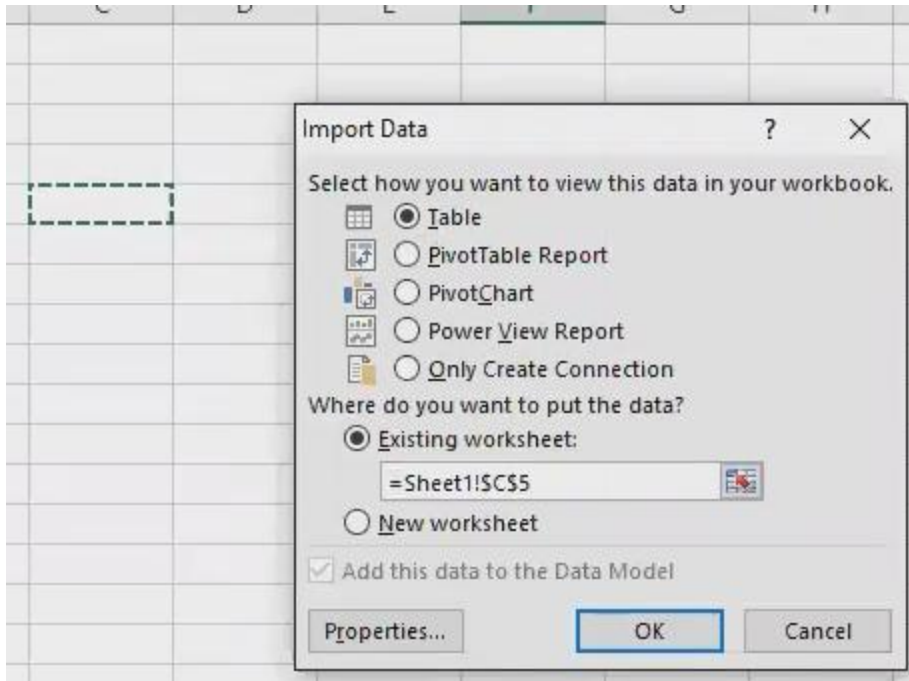 Import Data ? ×
Select how you want to view this data in your workbook.
Table
PivotTable Report
PivotChart
Power View Report
Only Create Connection
Where do you want to put the data?
Existing worksheet:
=Sheet1!$C$5
New worksheet
Add this data to the Data Model
Properties... OK Cancel